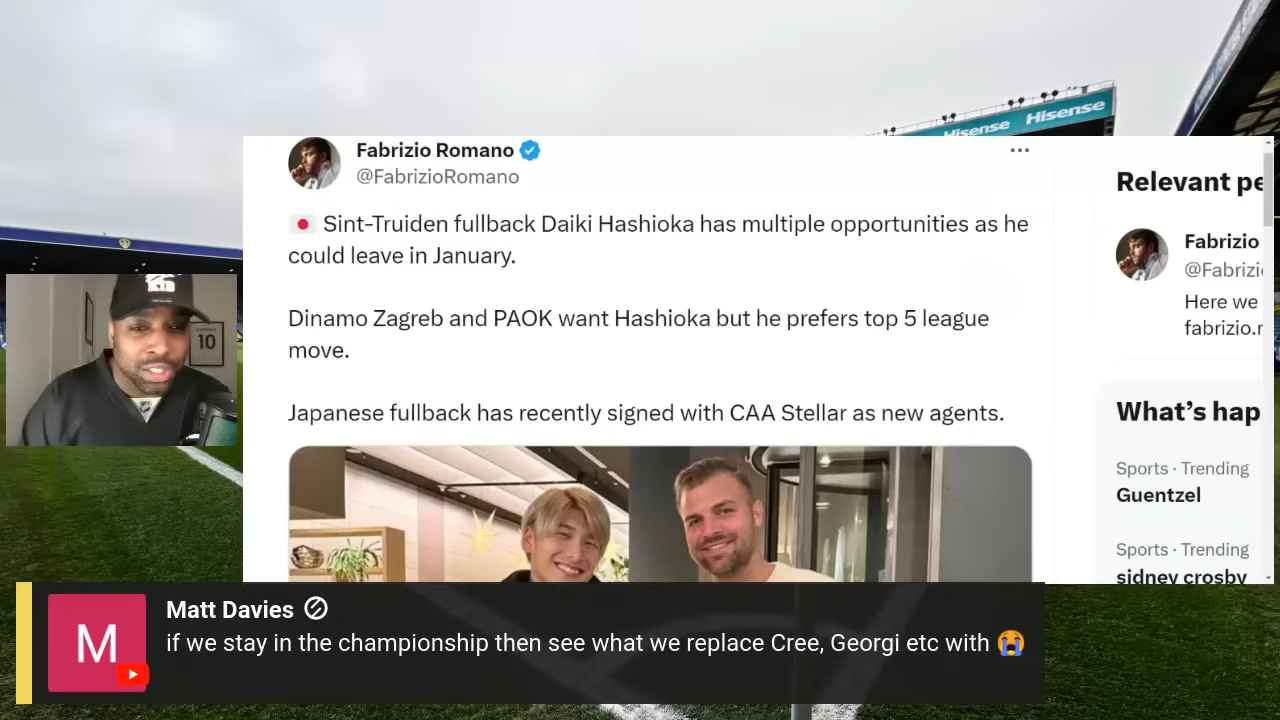 Hisense Hisense
Fabrizio Romano
@FabrizioRomano
Relevant pe
🇯🇵 Sint-Truiden fullback Daiki Hashioka has multiple opportunities as he
could leave in January.
Fabrizio
@Fabrizi
Here we
fabrizio.r
Dinamo Zagreb and PAOK want Hashioka but he prefers top 5 league
move.
Japanese fullback has recently signed with CAA Stellar as new agents.
What's hap
Sports · Trending
Guentzel
Sports · Trending
sidney crosby
10
M
Matt Davies
if we stay in the championship then see what we replace Cree, Georgi etc with 😭